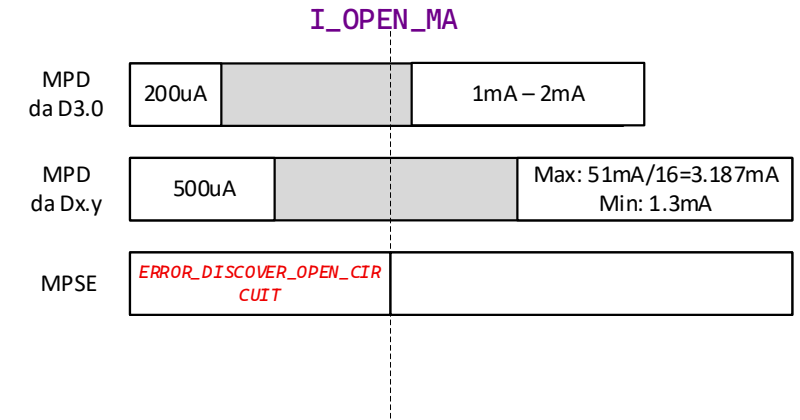 I_OPEN_MA
MPD
da D3.0
200uA
1mA – 2mA
MPD
da Dx.y
500uA
Max: 51mA/16=3.187mA
Min: 1.3mA
MPSE
ERROR_DISCOVER_OPEN_CIR
CUIT